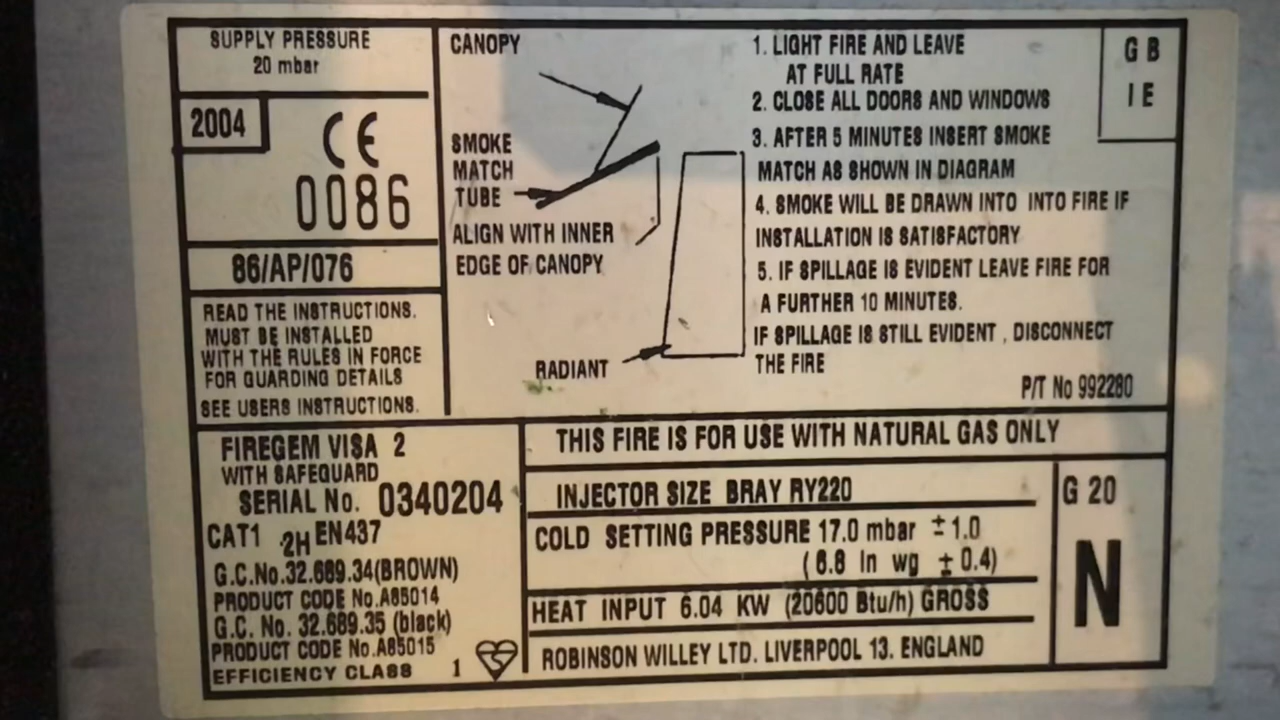 SUPPLY PRESSURE
20 mbar
2004
CE
0086
86/AP/076
READ THE INSTRUCTIONS.
MUST BE INSTALLED
WITH THE RULES IN FORCE
FOR GUARDING DETAILS
SEE USERS INSTRUCTIONS.
CANOPY
SMOKE
MATCH
TUBE
ALIGN WITH INNER
EDGE OF CANOPY
RADIANT
1. LIGHT FIRE AND LEAVE
AT FULL RATE
2. CLOSE ALL DOORS AND WINDOWS
3. AFTER 5 MINUTES INSERT SMOKE
MATCH AS SHOWN IN DIAGRAM
4. SMOKE WILL BE DRAWN INTO INTO FIRE IF
INSTALLATION IS SATISFACTORY
5. IF SPILLAGE IS EVIDENT LEAVE FIRE FOR
A FURTHER 10 MINUTES.
IF SPILLAGE IS STILL EVIDENT , DISCONNECT
THE FIRE
P/T No 992280
GB
IE
FIREGEM VISA 2
WITH SAFEGUARD
SERIAL No. 0340204
CAT1 2H EN437
G.C.No.32.689.34(BROWN)
PRODUCT CODE No.A85014
G.C. No. 32.689.35 (black)
PRODUCT CODE No.A85015
EFFICIENCY CLASS 1
THIS FIRE IS FOR USE WITH NATURAL GAS ONLY
INJECTOR SIZE BRAY RY220
COLD SETTING PRESSURE 17.0 mbar ±1.0
(6.8 In wg ± 0.4)
HEAT INPUT 6.04 KW (20600 Btu/h) GROSS
ROBINSON WILLEY LTD. LIVERPOOL 13. ENGLAND
G 20
N